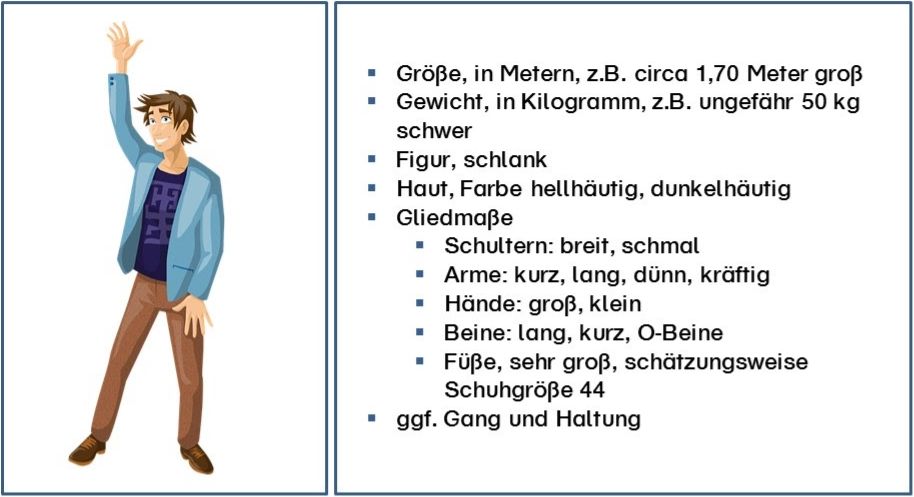 ▪ Größe, in Metern, z.B. circa 1,70 Meter groß
▪ Gewicht, in Kilogramm, z.B. ungefähr 50 kg
schwer
▪ Figur, schlank
▪ Haut, Farbe hellhäutig, dunkelhäutig
▪ Gliedmaße
▪ Schultern: breit, schmal
▪ Arme: kurz, lang, dünn, kräftig
▪ Hände: groß, klein
▪ Beine: lang, kurz, O-Beine
▪ Füße, sehr groß, schätzungsweise
Schuhgröße 44
▪ ggf. Gang und Haltung